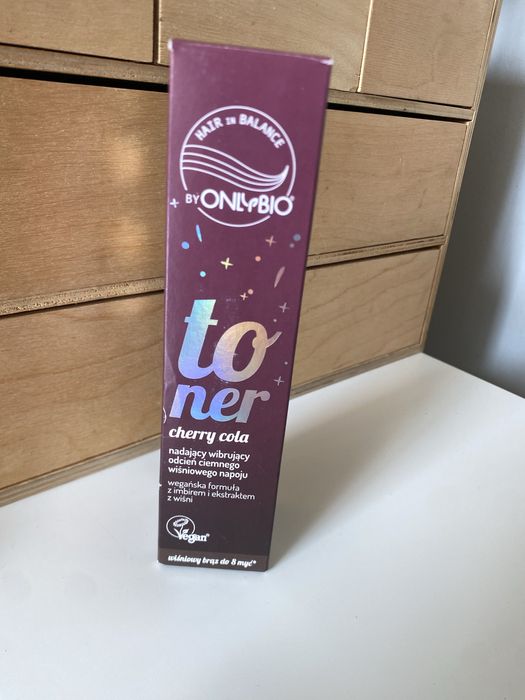 HAIR IN BALANCE
BY ONLYBIO®
to
ner
cherry cola
nadający wibrujący
odcień ciemnego
wiśniowego napoju
wegańska formuła
z imbirem i ekstraktem
z wiśni
Vegan®
wiśniowy brąz do 8 myć*